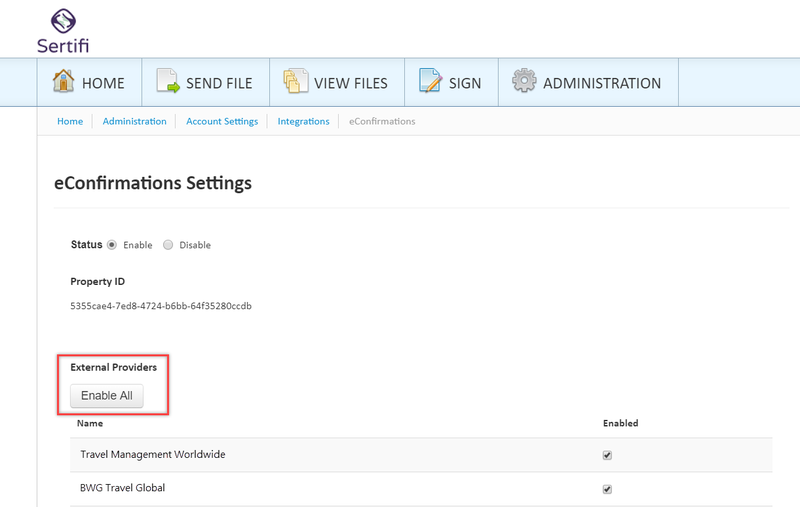 Sertifi
HOME SEND FILE VIEW FILES SIGN ADMINISTRATION
Home Administration Account Settings Integrations eConfirmations
eConfirmations Settings
Status Enable Disable
Property ID
5355cae4-7ed8-4724-b6bb-64f35280ccdb
External Providers
Enable All
Name Enabled
Travel Management Worldwide
BWG Travel Global